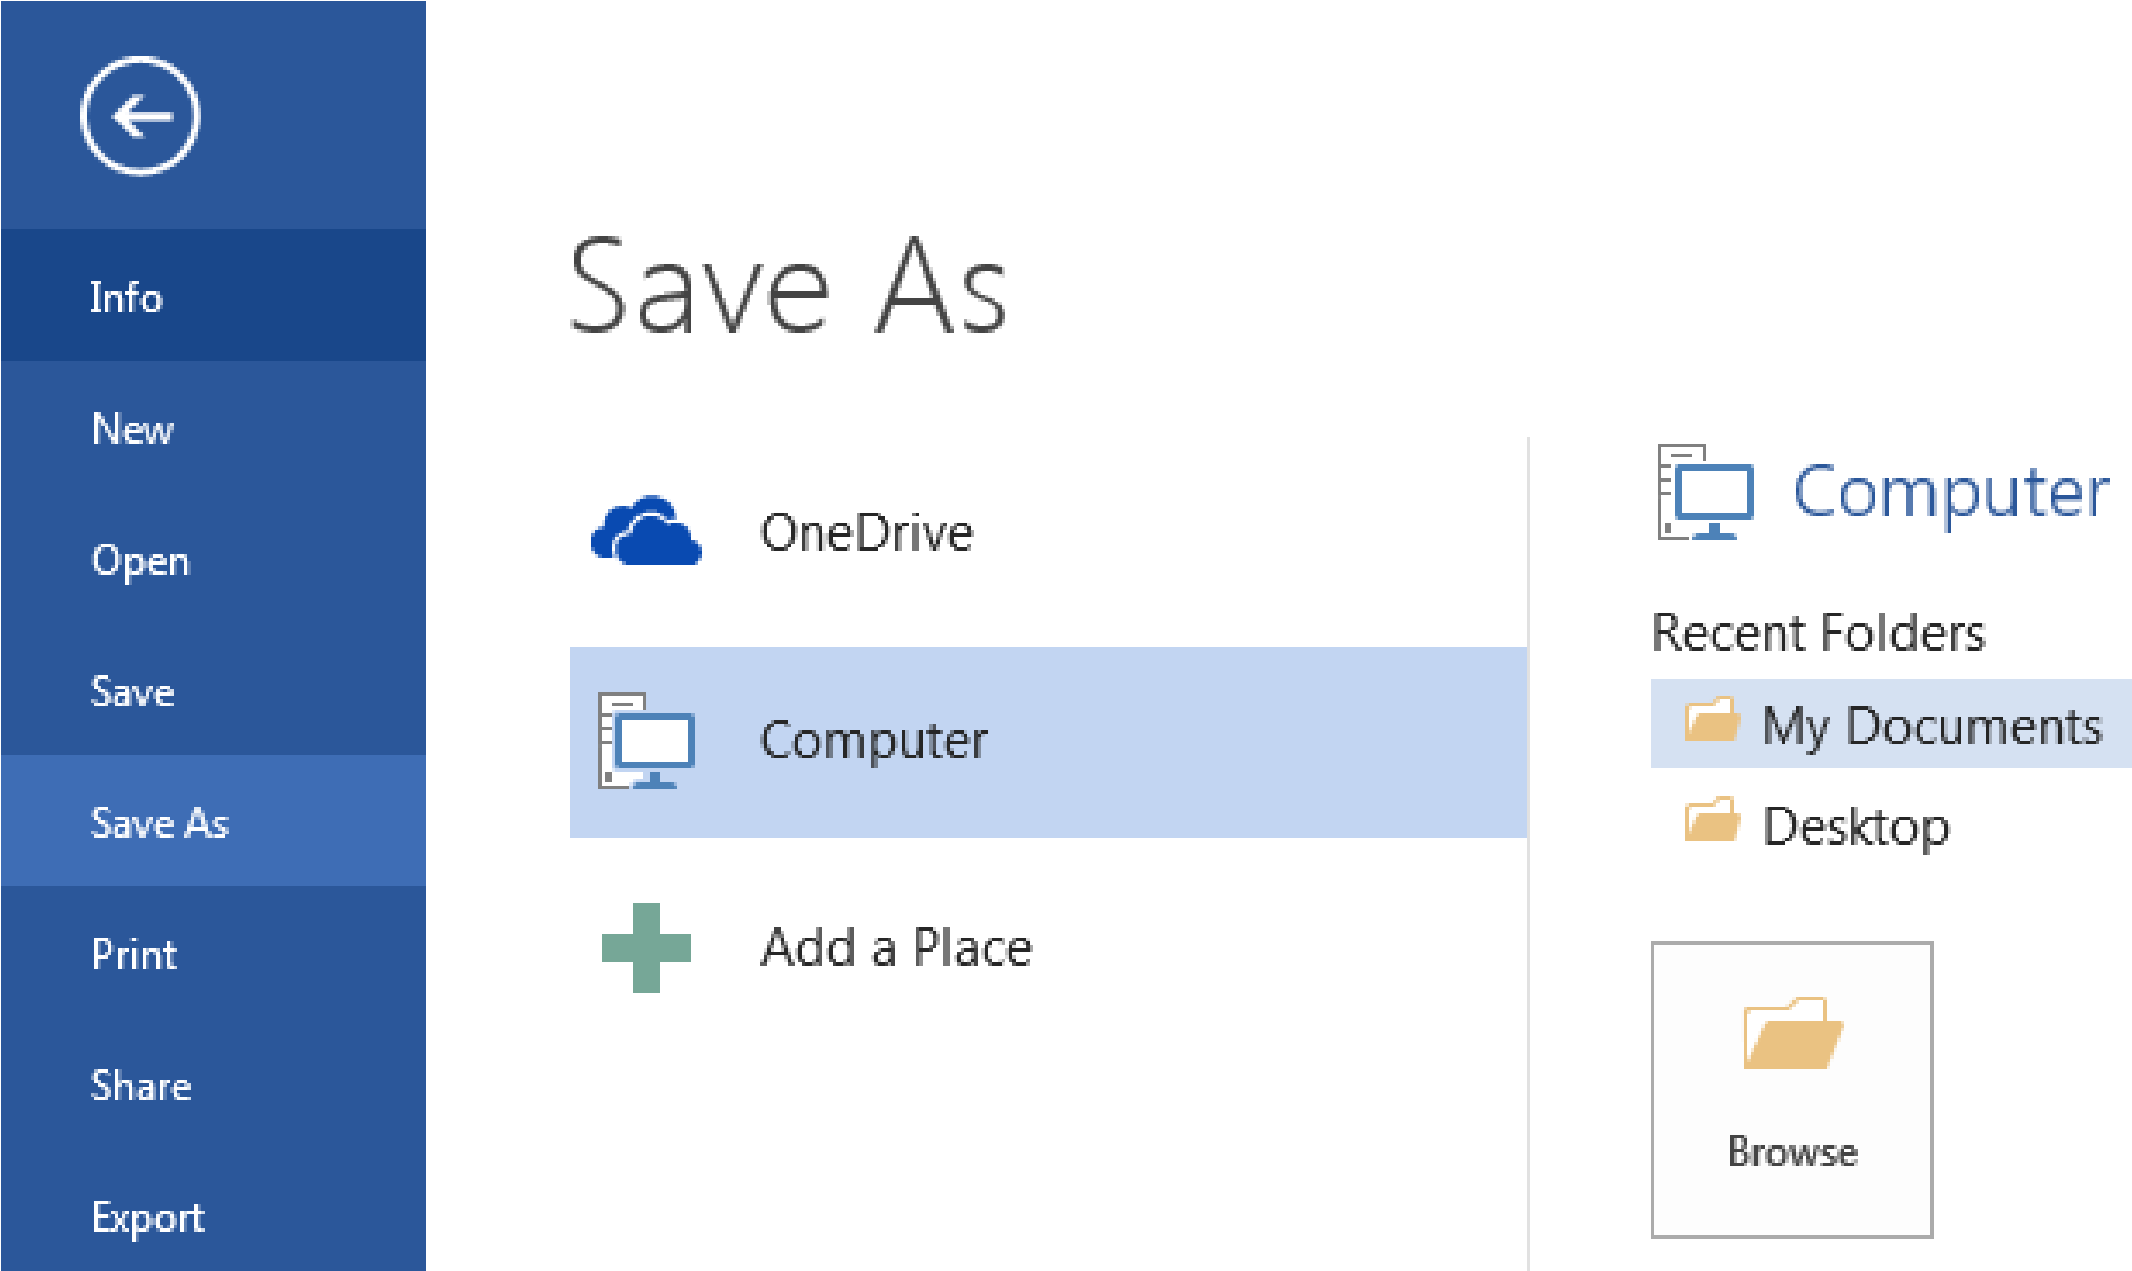 Info
New
Open
Save
Save As
Print
Share
Export
Save As
OneDrive
Computer
Add a Place
Computer
Recent Folders
My Documents
Desktop
Browse